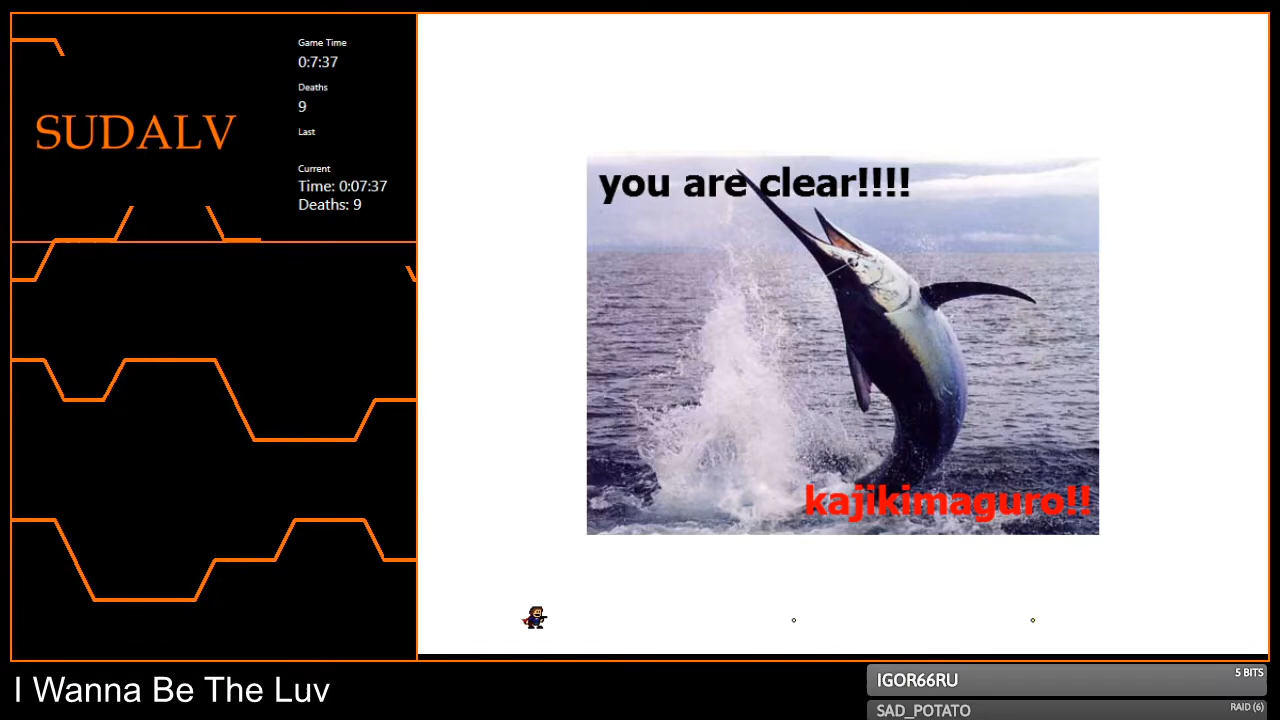 Game Time
0:7:37
Deaths
9
SUDALV
Last
Current
Time: 0:07:37
Deaths: 9
you are clear!!!!
kajikimaguro!!
I Wanna Be The Luv
IGOR66RU
5 BITS
SAD_POTATO
RAID (6)